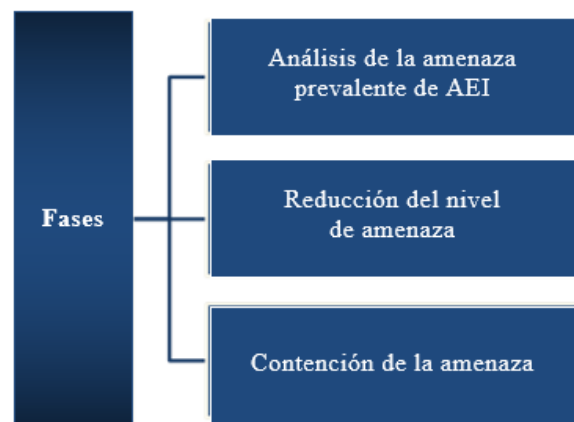 Fases
Análisis de la amenaza
prevalente de AEI
Reducción del nivel
de amenaza
Contención de la amenaza